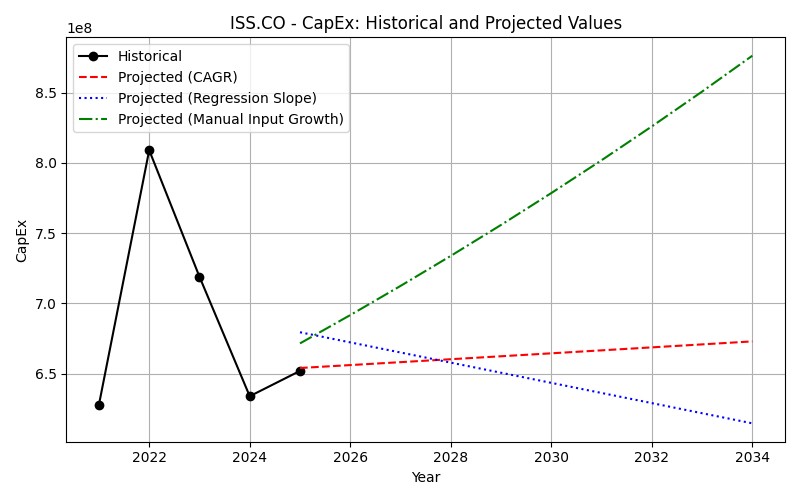 ISS.CO - CapEx: Historical and Projected Values
1e8
Historical
Projected (CAGR)
Projected (Regression Slope)
Projected (Manual Input Growth)
8.5
8.0
7.5
7.0
6.5
CapEx
2022 2024 2026 2028 2030 2032 2034
Year